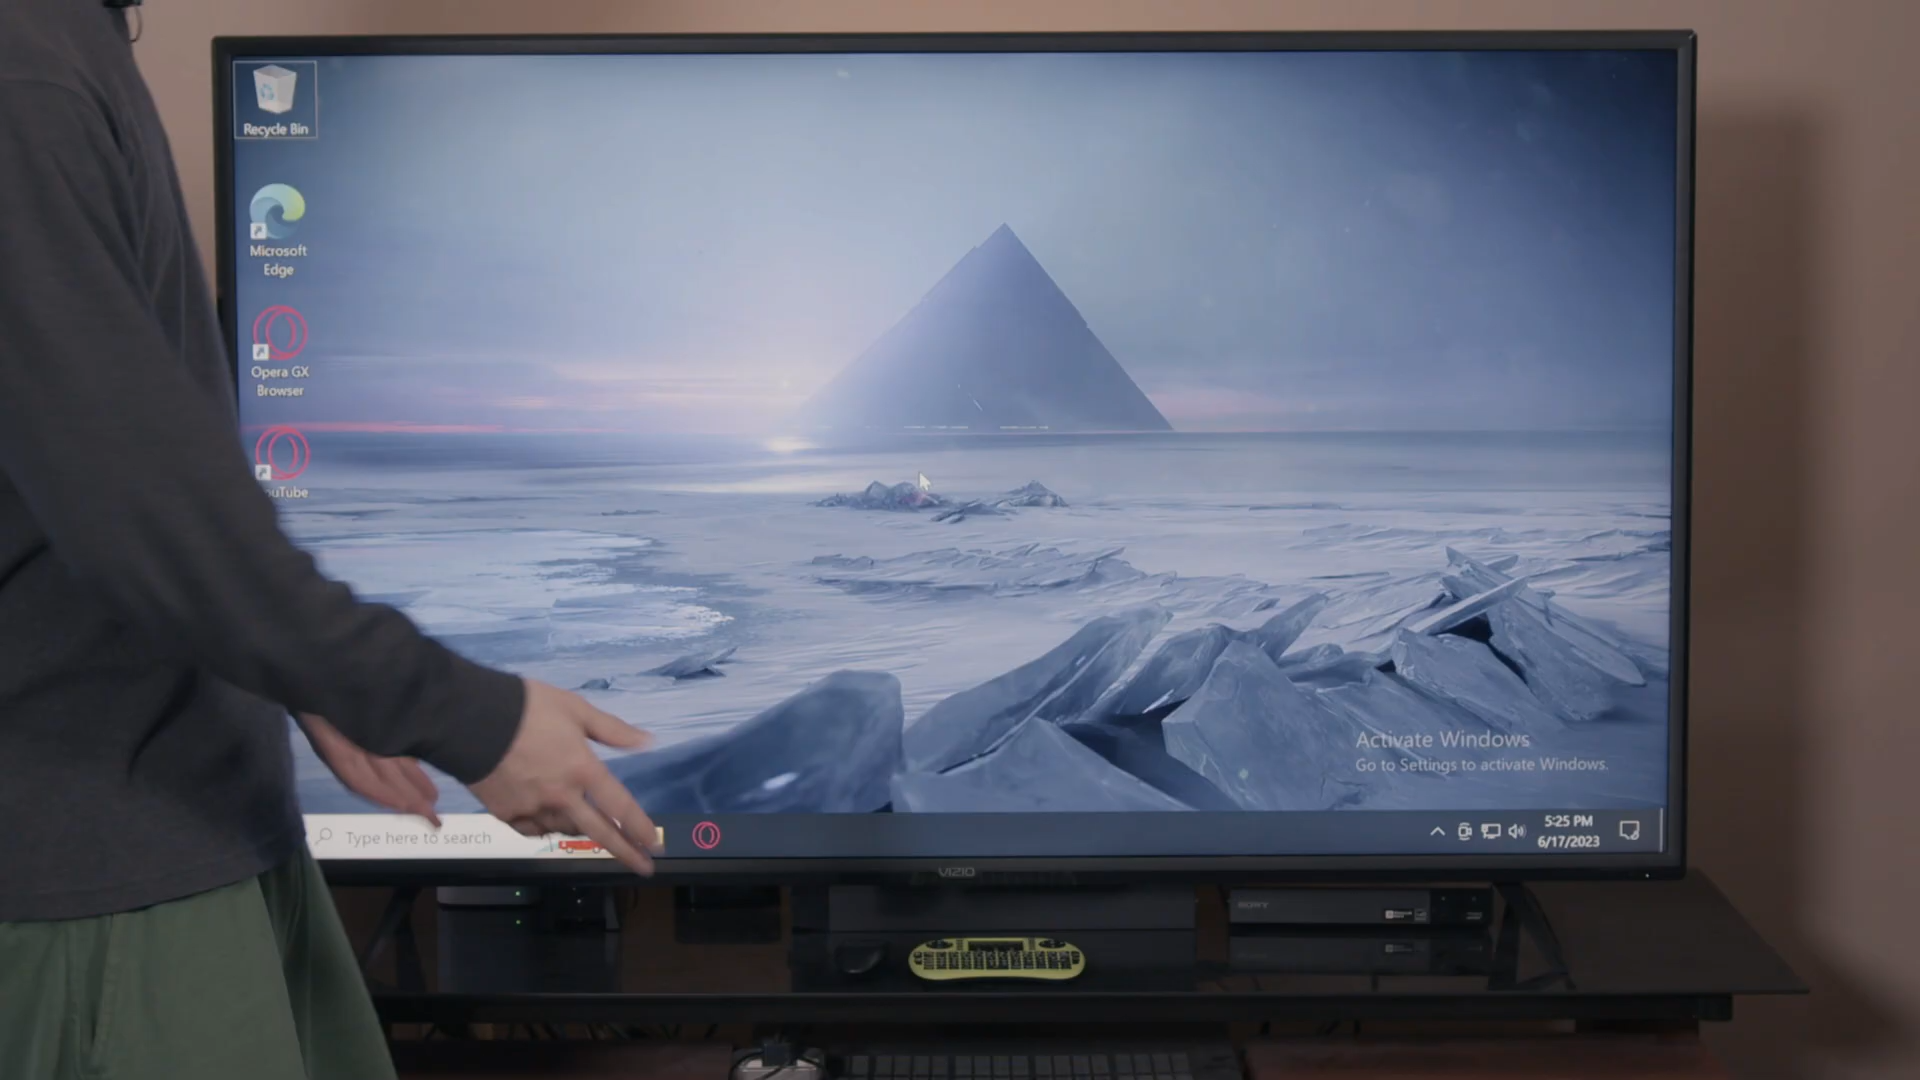 Recycle Bin
Microsoft
Edge
Opera GX
Browser
ouTube
Activate Windows
Go to Settings to activate Windows.
Type here to search
5:25 PM
6/17/2023
VIZIO
SONY